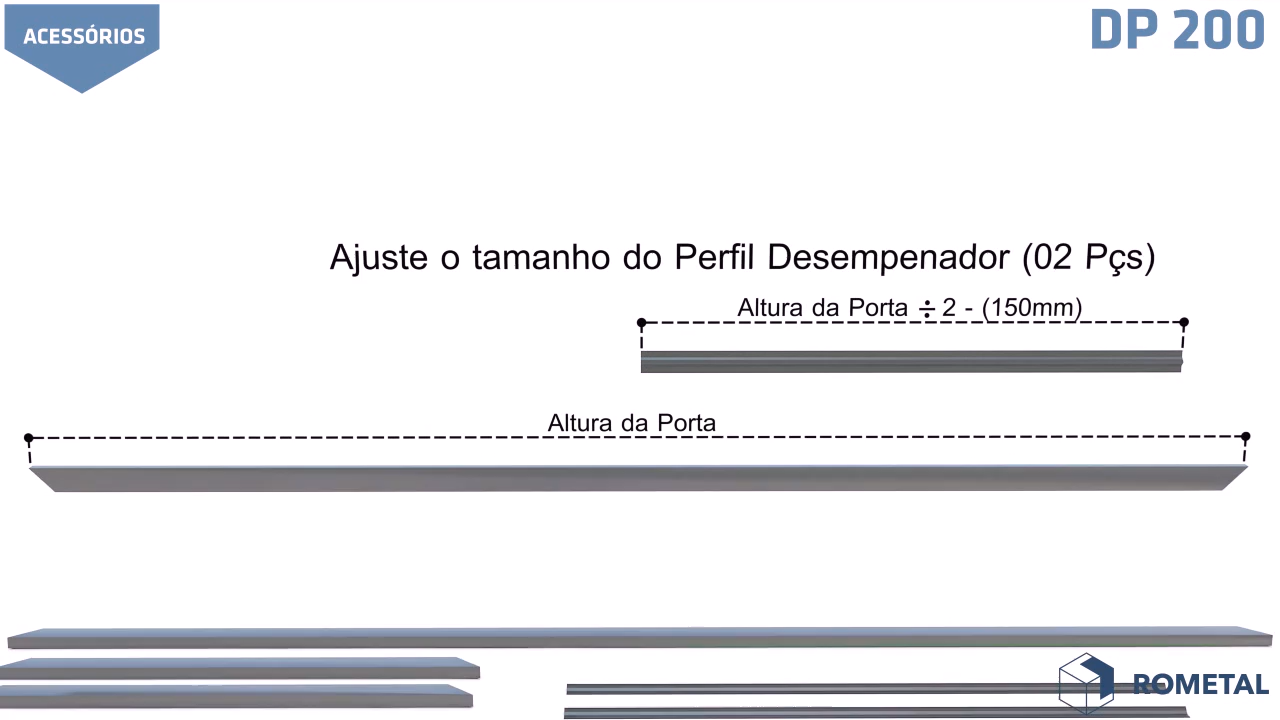 ACESSÓRIOS
DP 200
Ajuste o tamanho do Perfil Desempenador (02 Pçs)
Altura da Porta ÷ 2 - (150mm)
Altura da Porta
ROMETAL